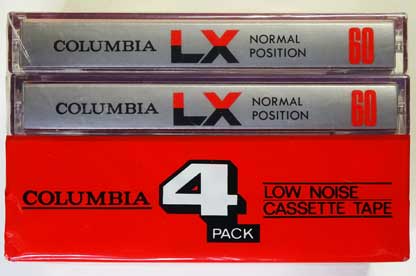 COLUMBIA LX NORMAL POSITION 60
COLUMBIA LX NORMAL POSITION 60
COLUMBIA 4 PACK LOW NOISE CASSETTE TAPE